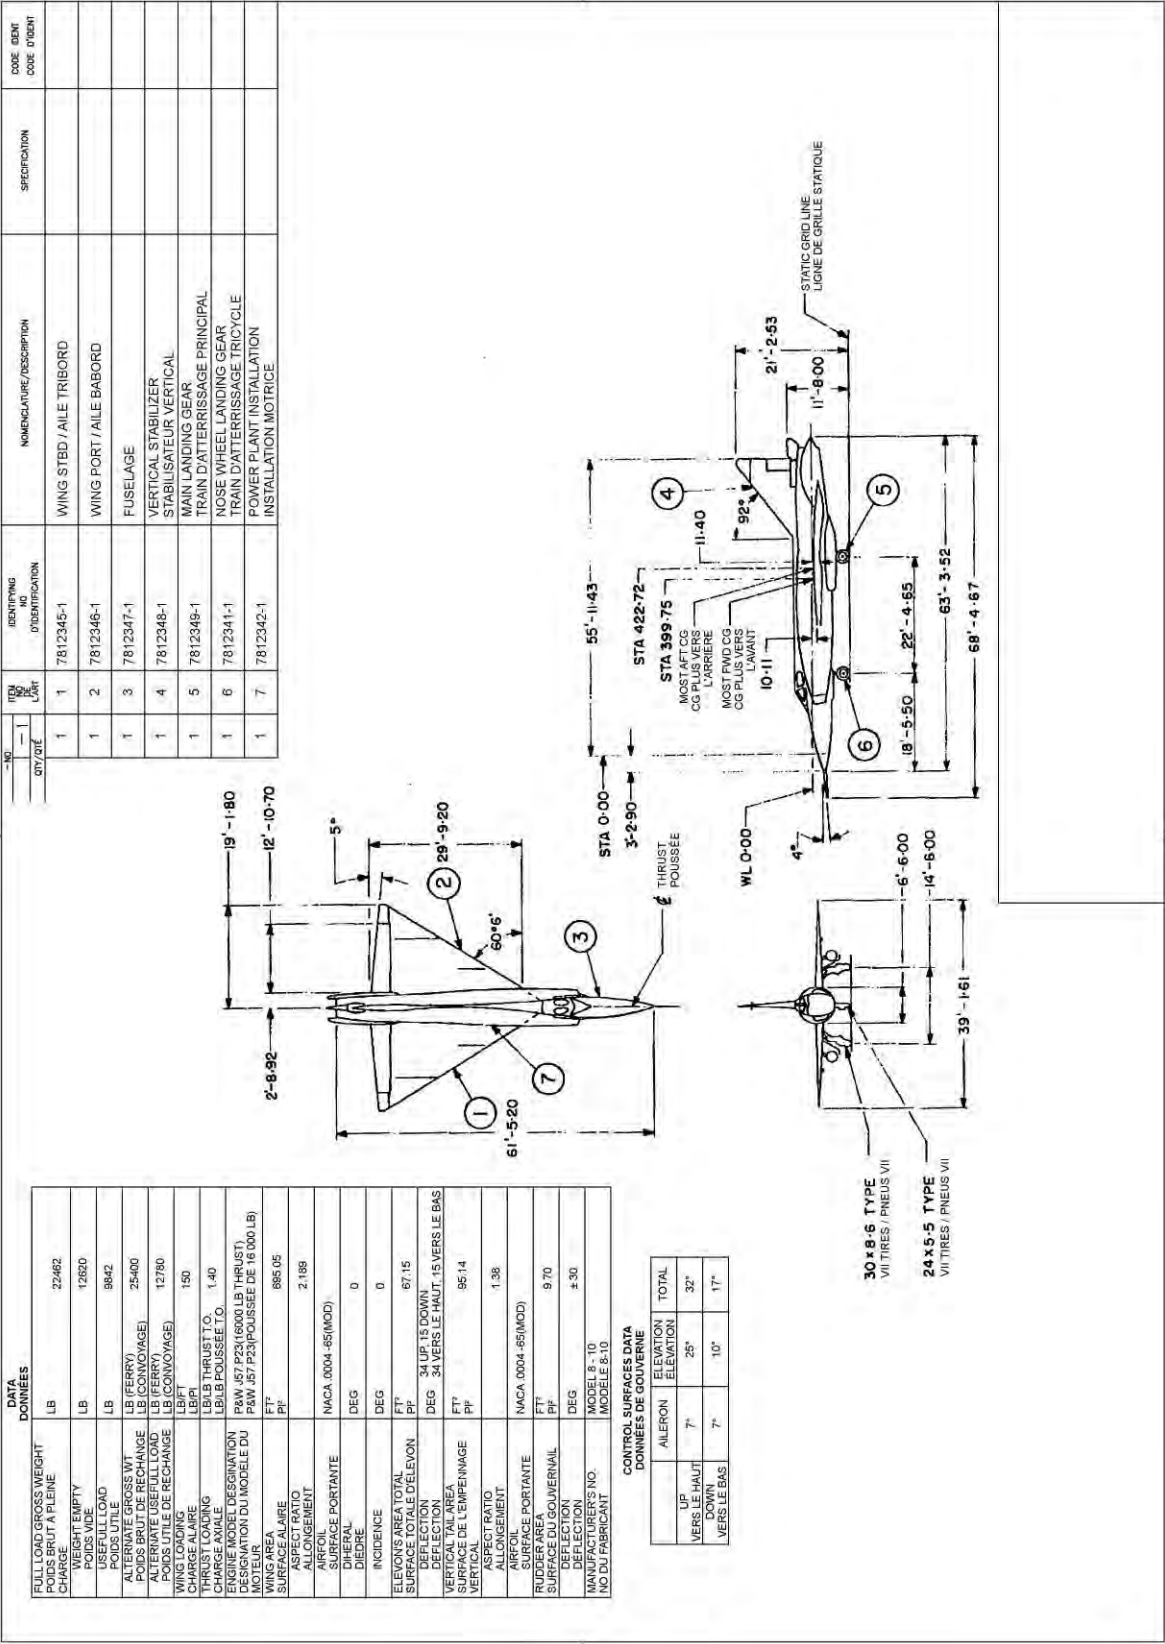 DATA
DONNÉES
FULL LOAD GROSS WEIGHT LB 22462
POIDS BRUT À PLEINE
CHARGE
WEIGHT EMPTY LB 12620
POIDS VIDE
USEFULL LOAD LB 9842
POIDS UTILE
ALTERNATE GROSS WT LB (FERRY) 25400
POIDS BRUT DE RECHANGE LB (CONVOYAGE)
ALTERNATE USEFULL LOAD LB (FERRY) 12780
POIDS UTILE DE RECHANGE LB (CONVOYAGE)
WING LOADING LB/FT 150
CHARGE ALAIRE LB/PI
THRUST LOADING LB/LB THRUST T.O. 1.40
CHARGE AXIALE LB/LB POUSSÉE T.O.
ENGINE MODEL DESGINATION P&W J57.P23(16000 LB THRUST)
DÉSIGNATION DU MODÈLE DU P&W J57.P23(POUSSÉE DE 16 000 LB)
MOTEUR
WING AREA FT² 695.05
SURFACE ALAIRE PI²
ASPECT RATIO 2.189
ALLONGEMENT
AIRFOIL NACA .0004 -65(MOD)
SURFACE PORTANTE
DIHERAL DEG 0
DIÈDRE
INCIDENCE DEG 0
ELEVON'S AREA TOTAL FT² 67.15
SURFACE TOTALE D'ÉLEVON PI²
DEFLECTION DEG 34 UP, 15 DOWN
DÉFLECTION 34 VERS LE HAUT, 15 VERS LE BAS
VERTICAL TAIL AREA FT² 95.14
SURFACE DE L'EMPENNAGE PI²
VERTICAL
ASPECT RATIO 1.38
ALLONGEMENT
AIRFOIL NACA .0004 -65(MOD)
SURFACE PORTANTE
RUDDER AREA FT² 9.70
SURFACE DU GOUVERNAIL PI²
DEFLECTION DEG ± 30
DÉFLECTION
MANUFACTURER'S NO. MODEL 8 - 10
NO DU FABRICANT MODÈLE 8-10
CONTROL SURFACES DATA
DONNÉES DE GOUVERNE
AILERON ELEVATION TOTAL
ÉLÉVATION
UP 7° 25° 32°
VERS LE HAUT
DOWN 7° 10° 17°
VERS LE BAS
- NO
- 1
QTY/QTÉ
ITEM
NO
DE
L'ART
IDENTIFYING
NO
D'IDENTIFICATION
NOMENCLATURE/DESCRIPTION
SPECIFICATION
CODE IDENT
CODE D'IDENT
1 1 7812345-1 WING STBD / AILE TRIBORD
1 2 7812346-1 WING PORT / AILE BABORD
1 3 7812347-1 FUSELAGE
1 4 7812348-1 VERTICAL STABILIZER
STABILISATEUR VERTICAL
1 5 7812349-1 MAIN LANDING GEAR
TRAIN D'ATTERRISSAGE PRINCIPAL
1 6 7812341-1 NOSE WHEEL LANDING GEAR
TRAIN D'ATTERRISSAGE TRICYCLE
1 7 7812342-1 POWER PLANT INSTALLATION
INSTALLATION MOTRICE
19'-1·80
2'-8·92
12'-10·70
5°
29'-9·20
2
60°6'
1
7
3
61'-5·20
THRUST
POUSSÉE
55'-11·43
STA 0·00
3'-2·90
STA 422·72
STA 399·75
11·40
4
92°
MOST AFT CG
CG PLUS VERS
L'ARRIÈRE
MOST FWD CG
CG PLUS VERS
L'AVANT
10·11
WL 0·00
4°
21'-2·53
11'-8·00
STATIC GRID LINE
LIGNE DE GRILLE STATIQUE
6
5
18'-5·50
22'-4·65
63'-3·52
68'-4·67
6'-6·00
14'-6·00
39'-1·61
30 x 8·6 TYPE
VII TIRES / PNEUS VII
24 x 5·5 TYPE
VII TIRES / PNEUS VII